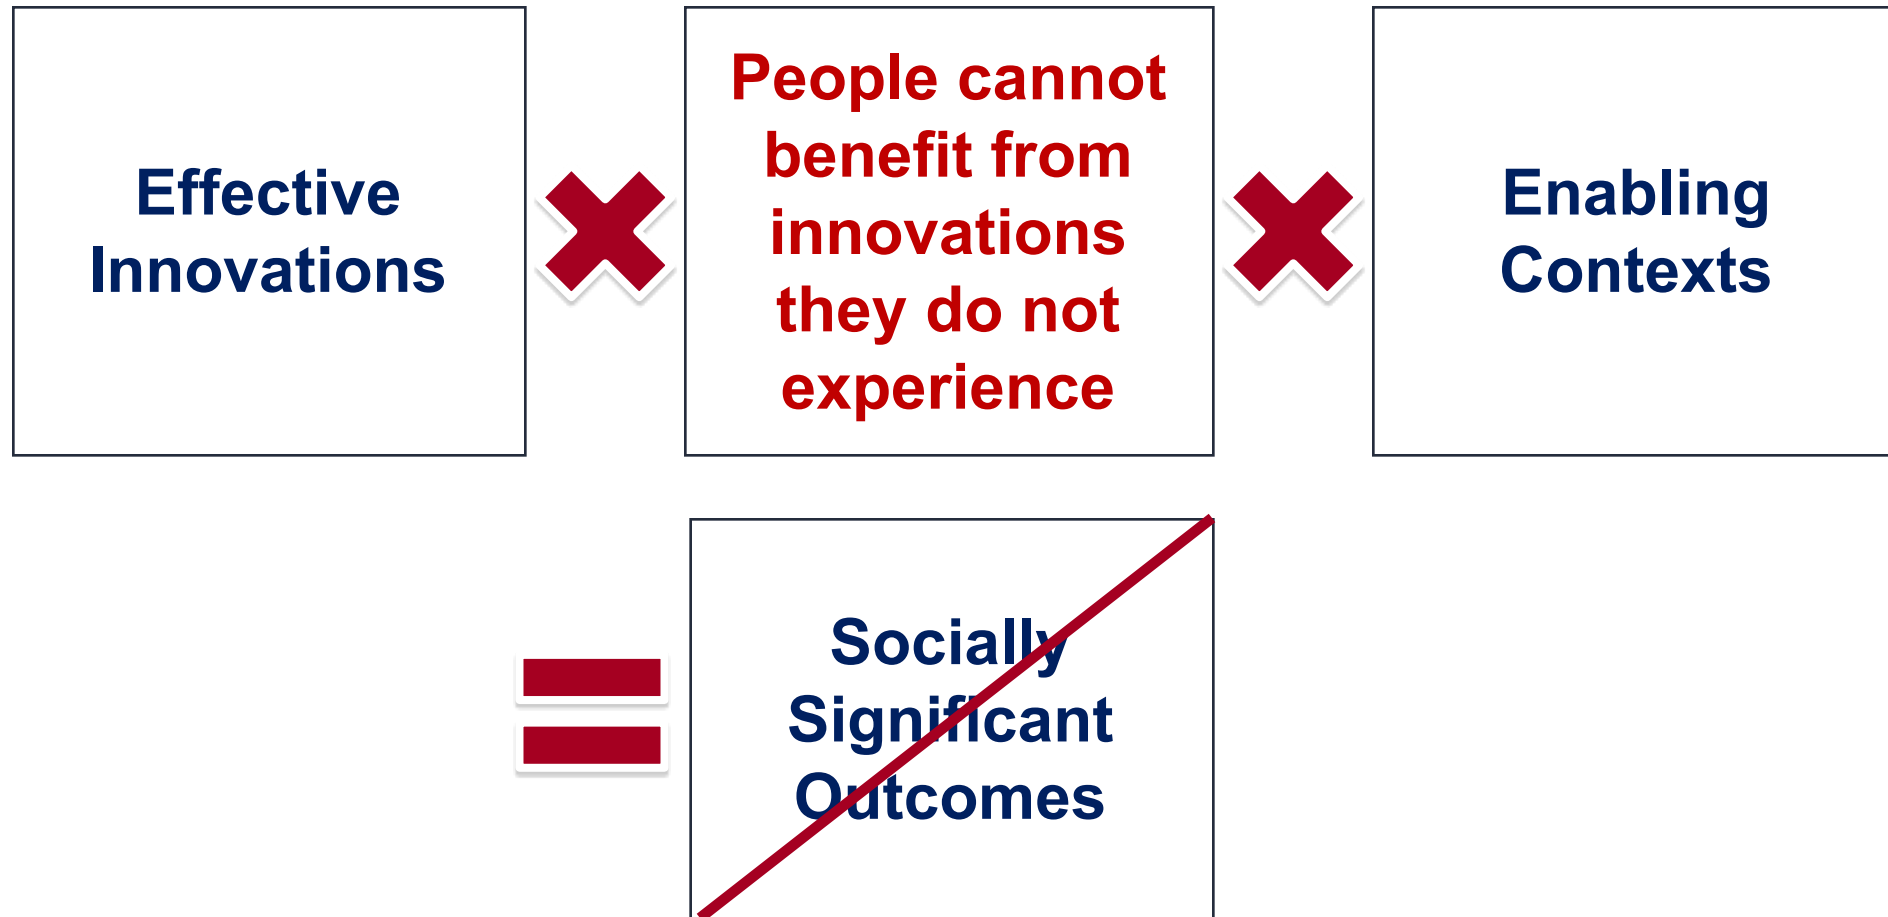 Effective
Innovations
People cannot
benefit from
innovations
they do not
experience
Enabling
Contexts
Socially
Significant
Outcomes